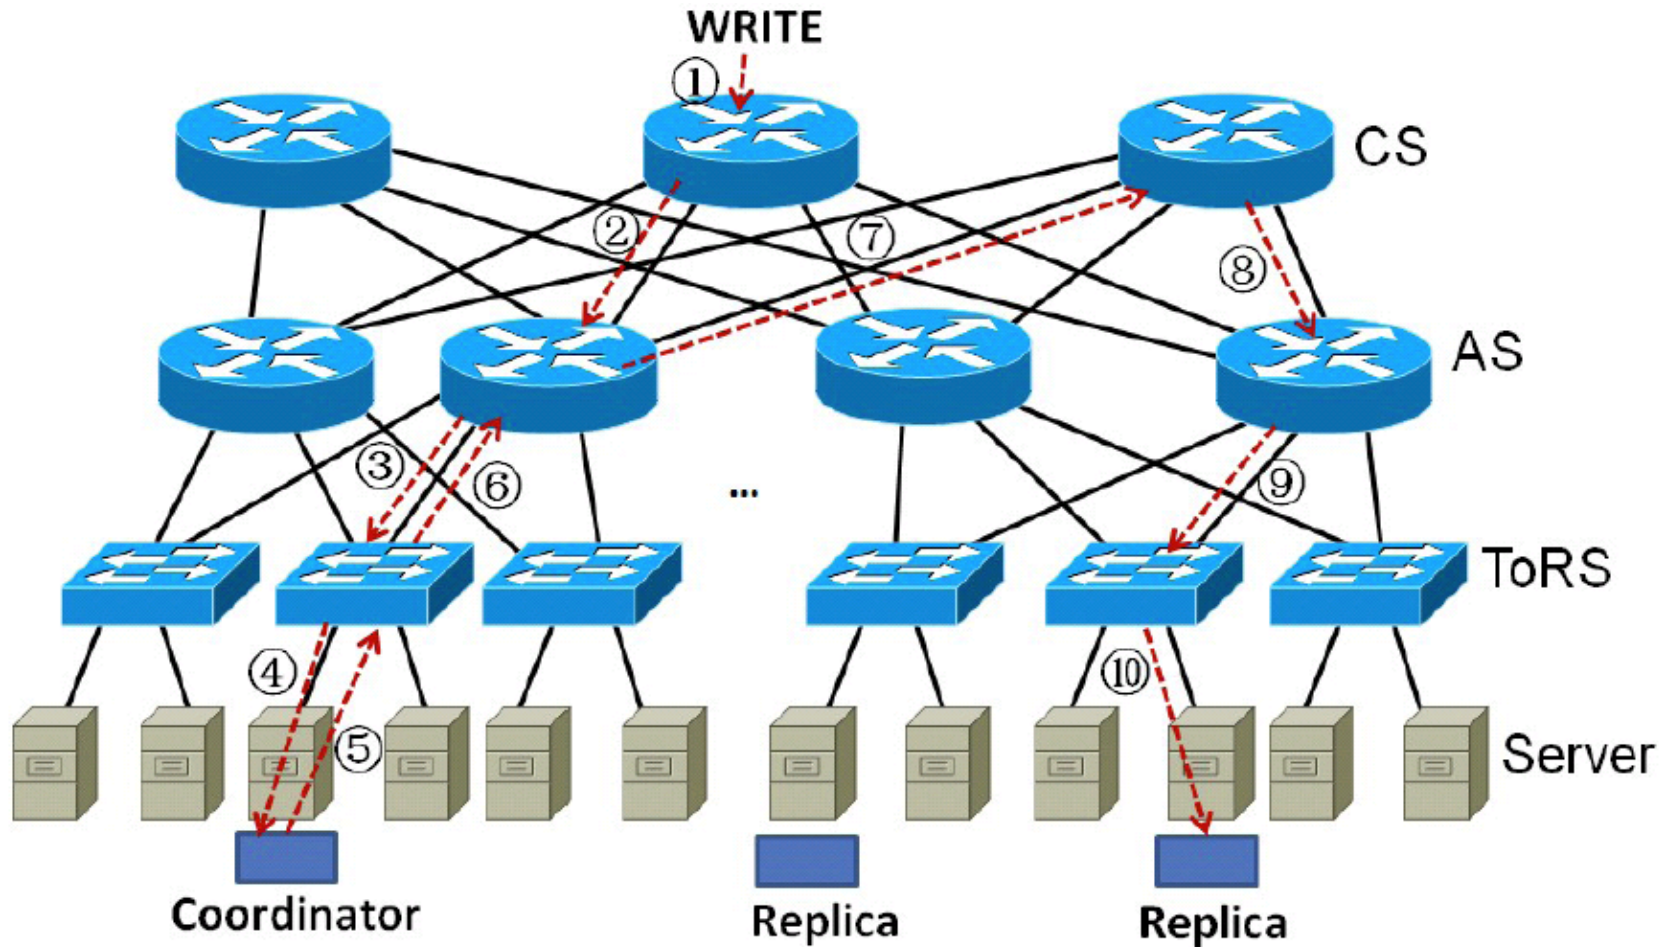 WRITE
①
CS
②
⑦
⑧
AS
③
⑥
...
⑨
ToRS
④
⑩
⑤
Server
Coordinator
Replica
Replica